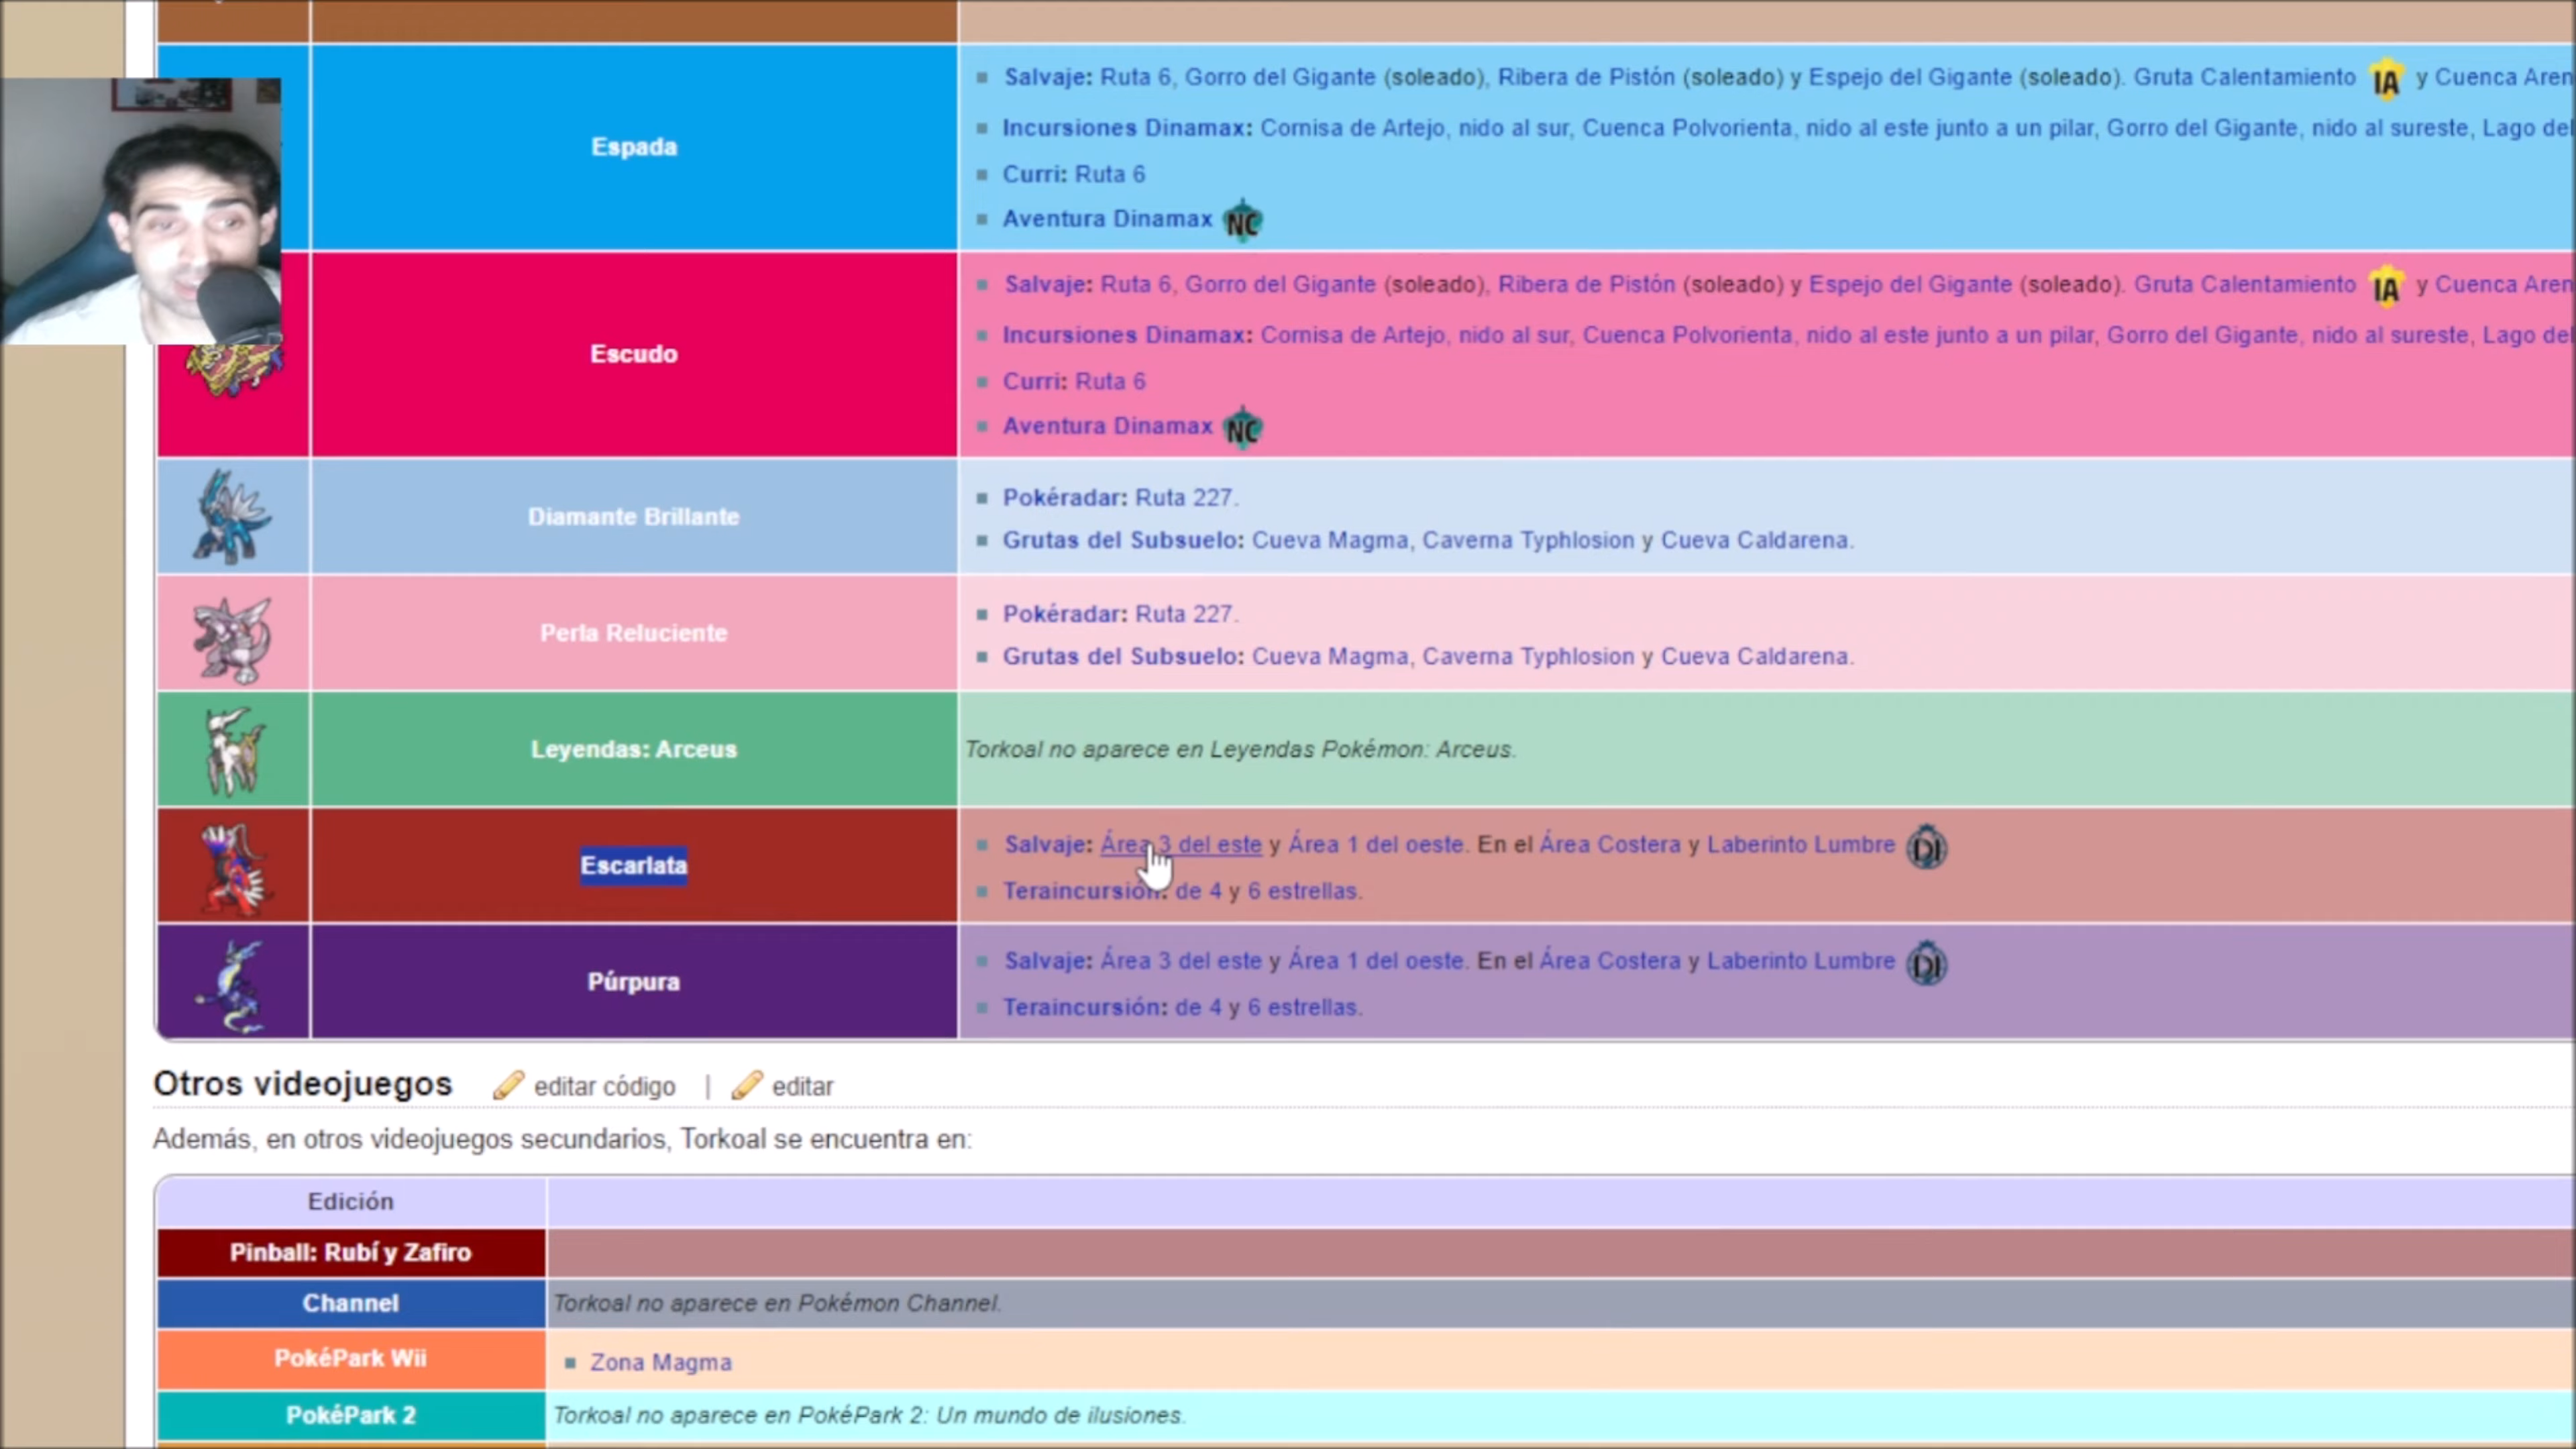 Espada
Salvaje: Ruta 6, Gorro del Gigante (soleado), Ribera de Pistón (soleado) y Espejo del Gigante (soleado). Gruta Calentamiento IA y Cuenca Aren
Incursiones Dinamax: Cornisa de Artejo, nido al sur, Cuenca Polvorienta, nido al este junto a un pilar, Gorro del Gigante, nido al sureste, Lago del
Curri: Ruta 6
Aventura Dinamax NC
Escudo
Salvaje: Ruta 6, Gorro del Gigante (soleado), Ribera de Pistón (soleado) y Espejo del Gigante (soleado). Gruta Calentamiento IA y Cuenca Aren
Incursiones Dinamax: Cornisa de Artejo, nido al sur, Cuenca Polvorienta, nido al este junto a un pilar, Gorro del Gigante, nido al sureste, Lago del
Curri: Ruta 6
Aventura Dinamax NC
Diamante Brillante
Pokéradar: Ruta 227.
Grutas del Subsuelo: Cueva Magma, Caverna Typhlosion y Cueva Caldarena.
Perla Reluciente
Pokéradar: Ruta 227.
Grutas del Subsuelo: Cueva Magma, Caverna Typhlosion y Cueva Caldarena.
Leyendas: Arceus
Torkoal no aparece en Leyendas Pokémon: Arceus.
Escarlata
Salvaje: Área 3 del este y Área 1 del oeste. En el Área Costera y Laberinto Lumbre DI
Teraincursión: de 4 y 6 estrellas.
Púrpura
Salvaje: Área 3 del este y Área 1 del oeste. En el Área Costera y Laberinto Lumbre DI
Teraincursión: de 4 y 6 estrellas.
Otros videojuegos editar código | editar
Además, en otros videojuegos secundarios, Torkoal se encuentra en:
Edición
Pinball: Rubí y Zafiro
Channel
Torkoal no aparece en Pokémon Channel.
PokéPark Wii
Zona Magma
PokéPark 2
Torkoal no aparece en PokéPark 2: Un mundo de ilusiones.